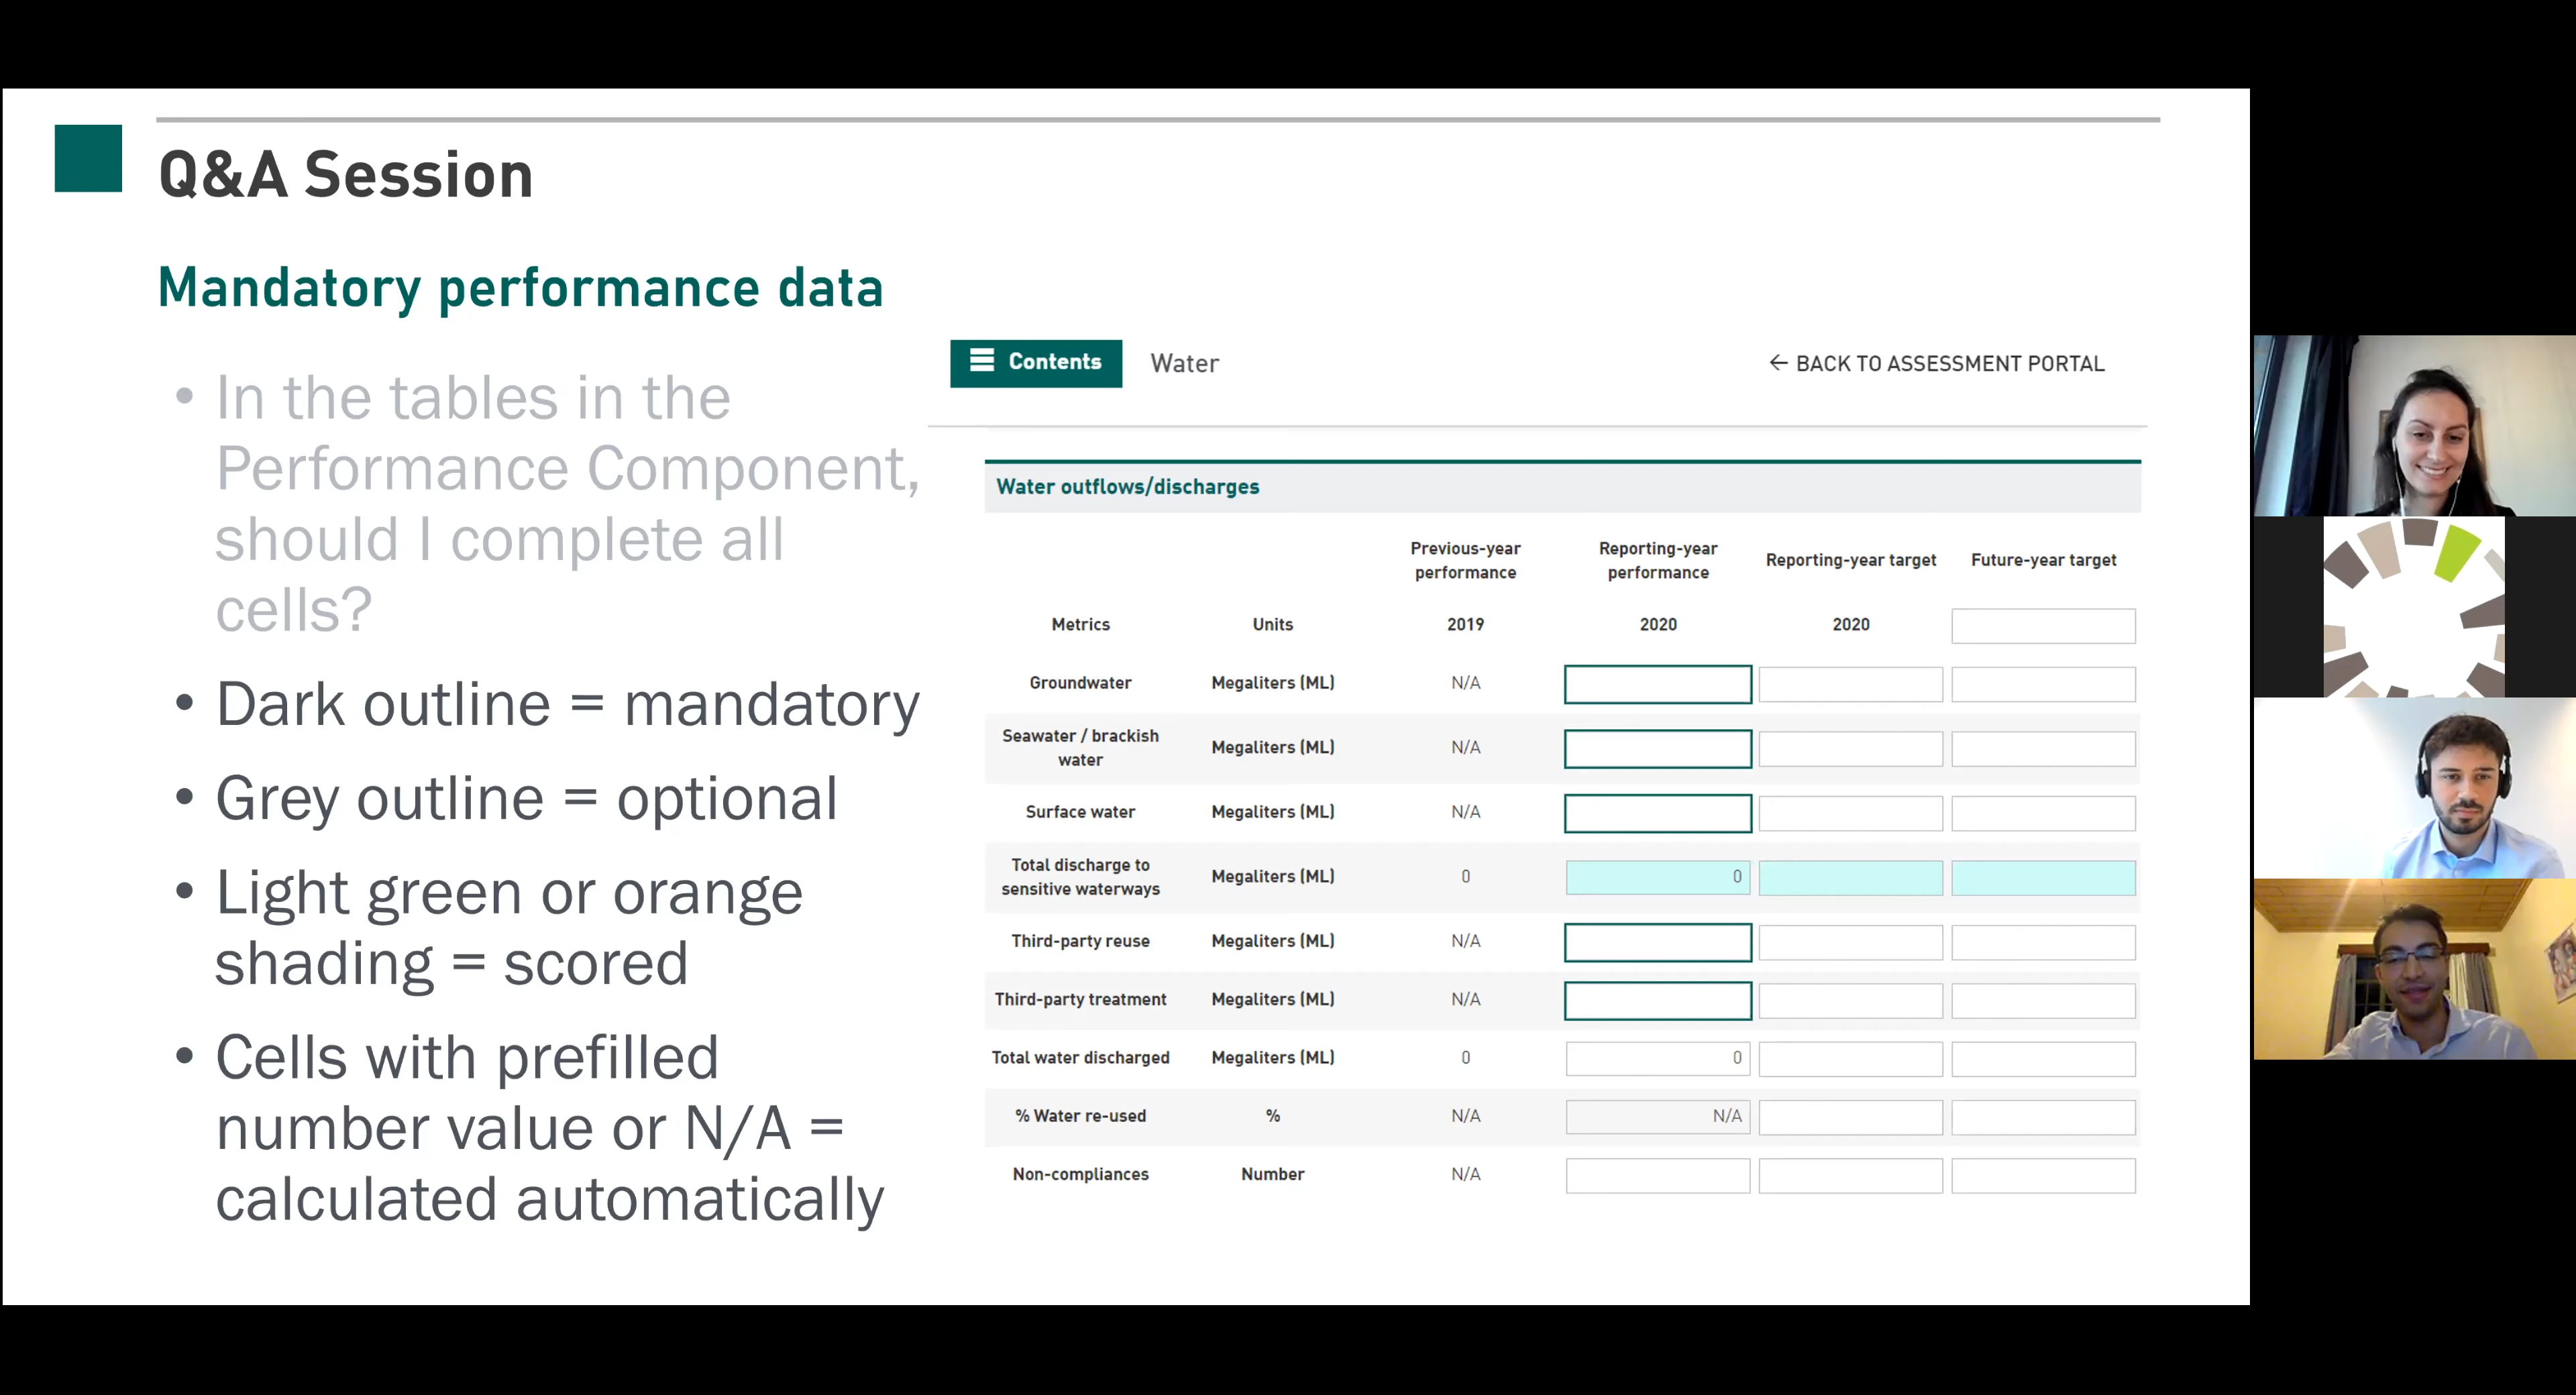 Q&A Session
Mandatory performance data
• In the tables in the
Performance Component,
should I complete all
cells?
• Dark outline = mandatory
• Grey outline = optional
• Light green or orange
shading = scored
• Cells with prefilled
number value or N/A =
calculated automatically
Contents Water ← BACK TO ASSESSMENT PORTAL
Water outflows/discharges
Previous-year Reporting-year
performance performance Reporting-year target Future-year target
Metrics Units 2019 2020 2020
Groundwater Megaliters (ML) N/A
Seawater / brackish
water Megaliters (ML) N/A
Surface water Megaliters (ML) N/A
Total discharge to
sensitive waterways Megaliters (ML) 0 0
Third-party reuse Megaliters (ML) N/A
Third-party treatment Megaliters (ML) N/A
Total water discharged Megaliters (ML) 0 0
% Water re-used % N/A N/A
Non-compliances Number N/A